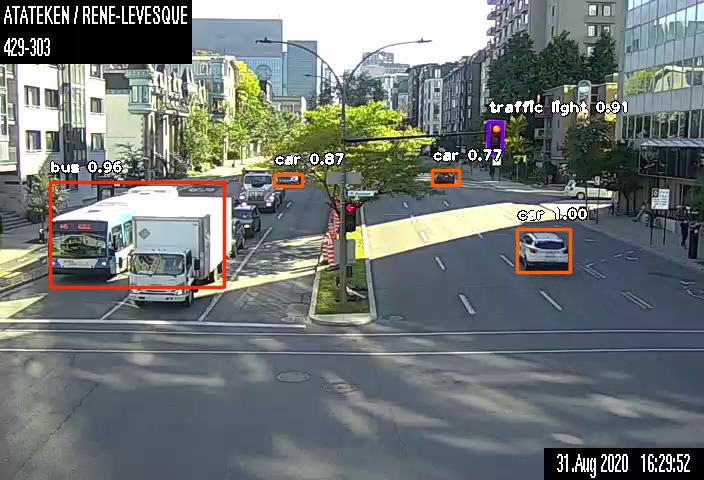 ATATEKEN / RENE-LEVESQUE
429-303
traffic light 0.91
car 0.87
car 0.77
bus 0.96
car 1.00
31.Aug 2020 16:29:52